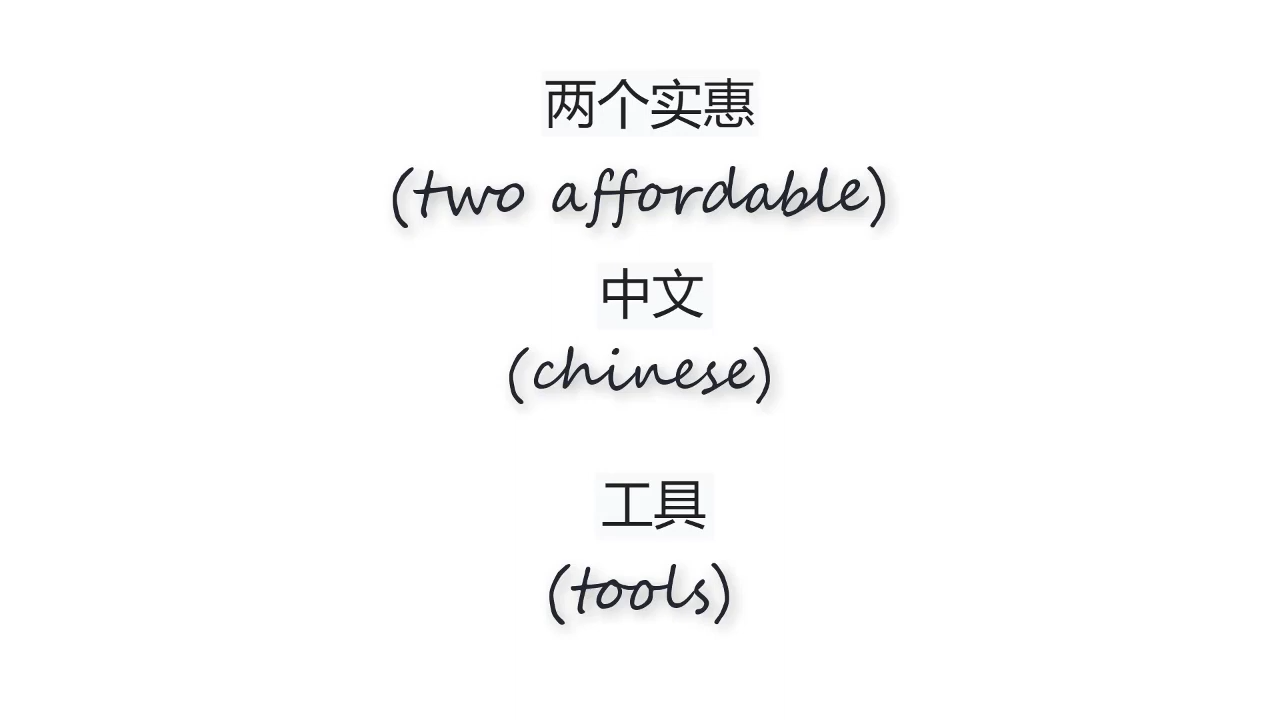 两个实惠
(two affordable)
中文
(chinese)
工具
(tools)